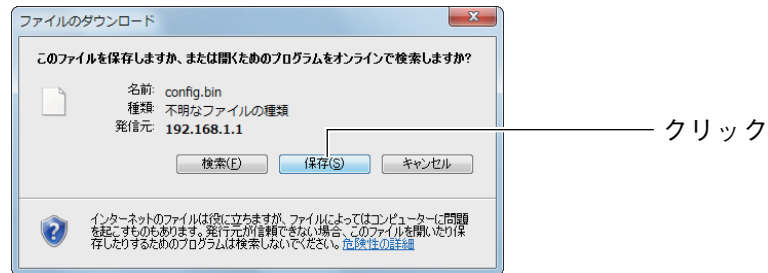 ファイルのダウンロード
このファイルを保存しますか、または開くためのプログラムをオンラインで検索しますか?
名前: config.bin
種類: 不明なファイルの種類
発信元: 192.168.1.1
クリック
検索(F) 保存(S) キャンセル
インターネットのファイルは役に立ちますが、ファイルによってはコンピューターに問題
を起こすものもあります。発行元が信頼できない場合、このファイルを開いたり保
存したりするためのプログラムは検索しないでください。危険性の詳細